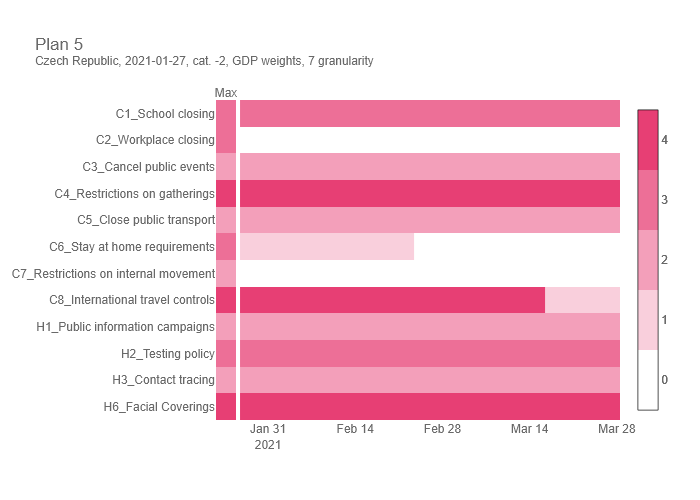 Plan 5
Czech Republic, 2021-01-27, cat. -2, GDP weights, 7 granularity
Max
C1_School closing
C2_Workplace closing
C3_Cancel public events
C4_Restrictions on gatherings
C5_Close public transport
C6_Stay at home requirements
C7_Restrictions on internal movement
C8_International travel controls
H1_Public information campaigns
H2_Testing policy
H3_Contact tracing
H6_Facial Coverings
Jan 31 Feb 14 Feb 28 Mar 14 Mar 28
2021
4
3
2
1
0